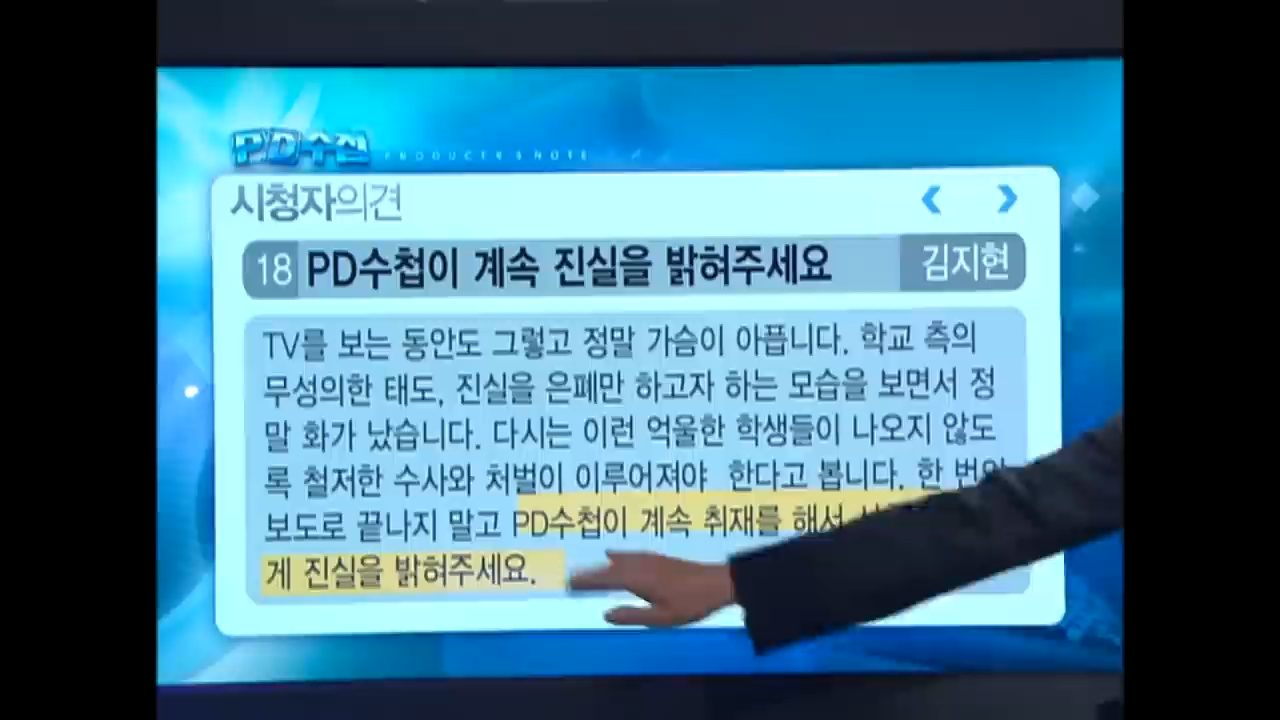 PD수첩 PRODUCER'S NOTE
시청자의견
18 PD수첩이 계속 진실을 밝혀주세요 김지현
TV를 보는 동안도 그렇고 정말 가슴이 아픕니다. 학교 측의
무성의한 태도, 진실을 은폐만 하고자 하는 모습을 보면서 정
말 화가 났습니다. 다시는 이런 억울한 학생들이 나오지 않도
록 철저한 수사와 처벌이 이루어져야 한다고 봅니다. 한 번의
보도로 끝나지 말고 PD수첩이 계속 취재를 해서
게 진실을 밝혀주세요.